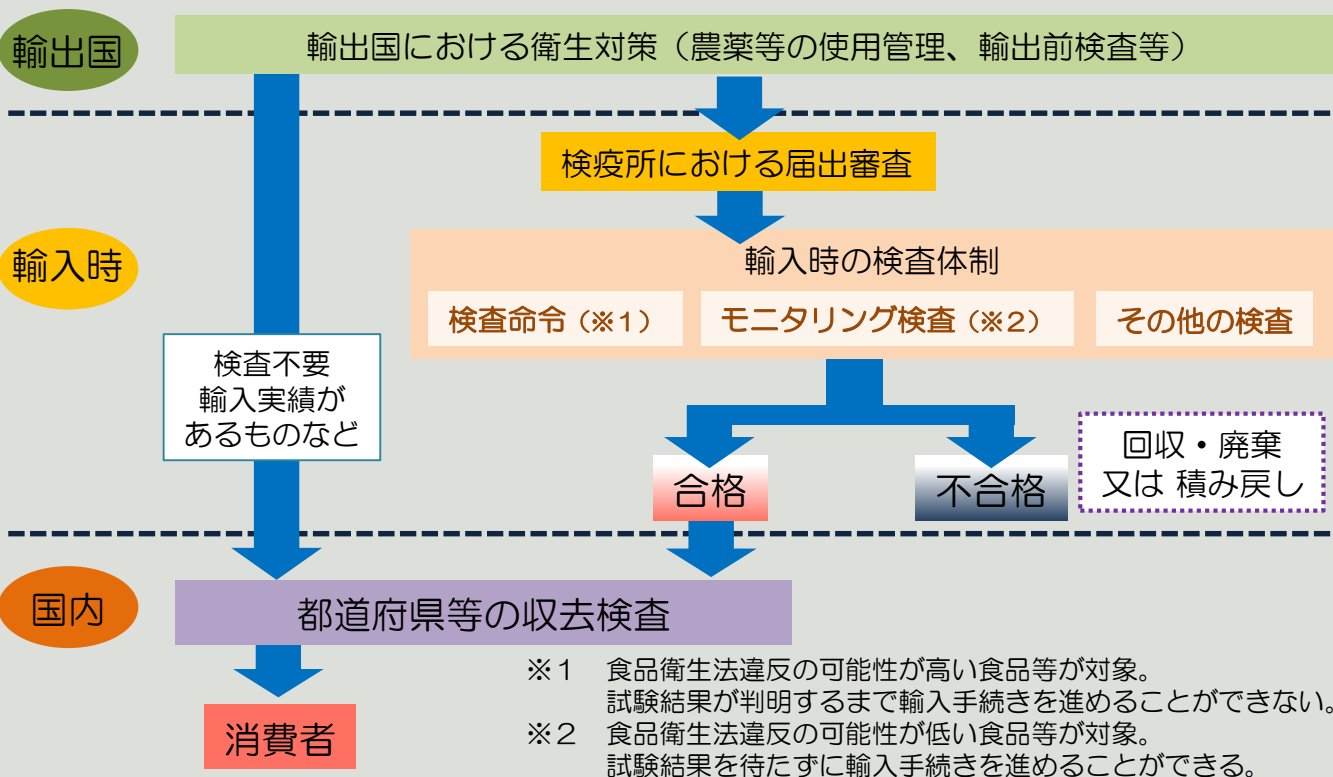 輸出国
輸出国における衛生対策（農薬等の使用管理、輸出前検査等）
検疫所における届出審査
輸入時
輸入時の検査体制
検査命令（※１）
モニタリング検査（※２）
その他の検査
検査不要
輸入実績が
あるものなど
合格
不合格
回収・廃棄
又は 積み戻し
国内
都道府県等の収去検査
消費者
※１　食品衛生法違反の可能性が高い食品等が対象。
試験結果が判明するまで輸入手続きを進めることができない。
※２　食品衛生法違反の可能性が低い食品等が対象。
試験結果を待たずに輸入手続きを進めることができる。